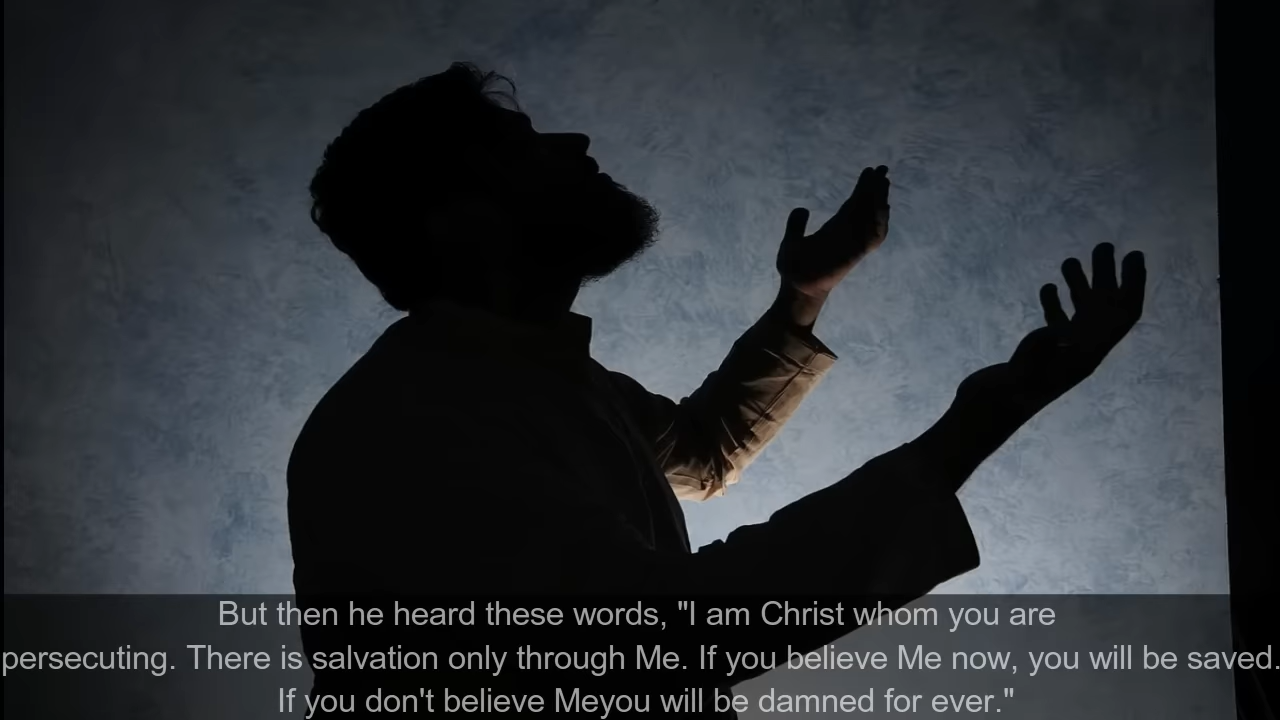 But then he heard these words, "I am Christ whom you are
persecuting. There is salvation only through Me. If you believe Me now, you will be saved.
If you don't believe Meyou will be damned for ever."